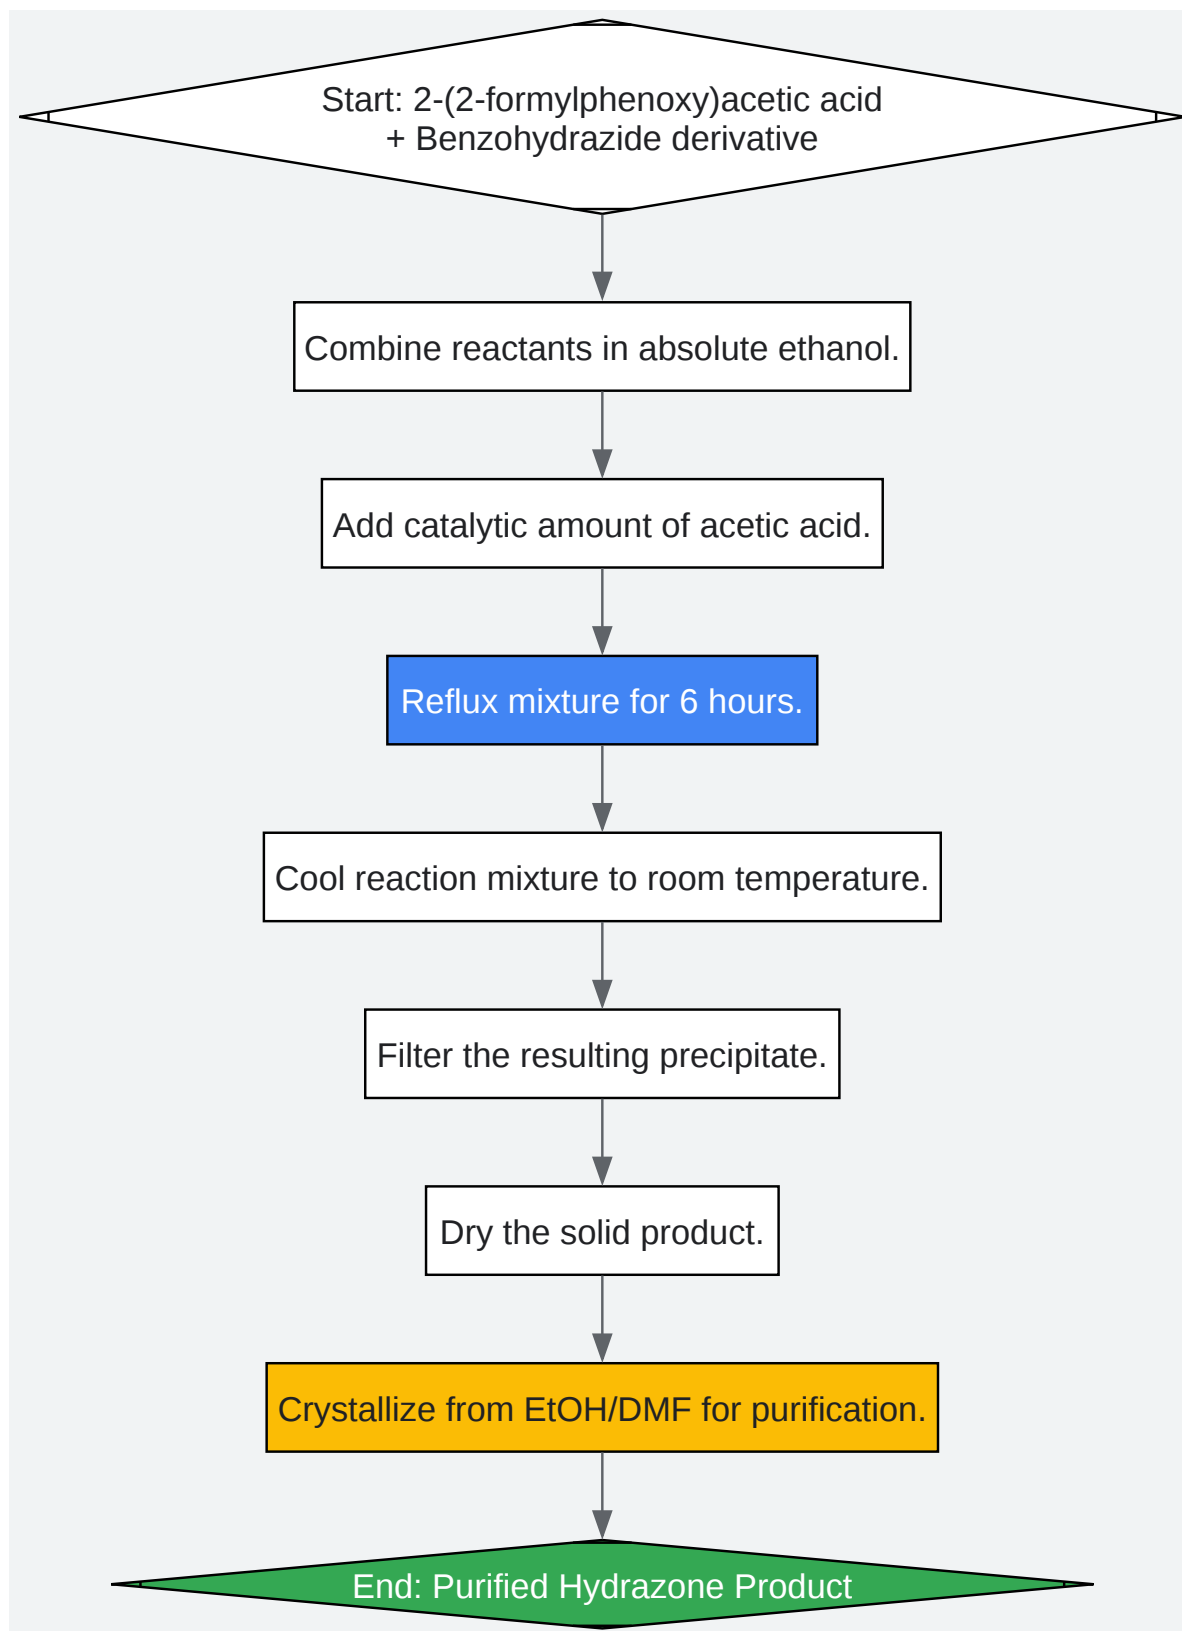 Start: 2-(2-formylphenoxy)acetic acid
+ Benzohydrazide derivative
Combine reactants in absolute ethanol.
Add catalytic amount of acetic acid.
Reflux mixture for 6 hours.
Cool reaction mixture to room temperature.
Filter the resulting precipitate.
Dry the solid product.
Crystallize from EtOH/DMF for purification.
End: Purified Hydrazone Product